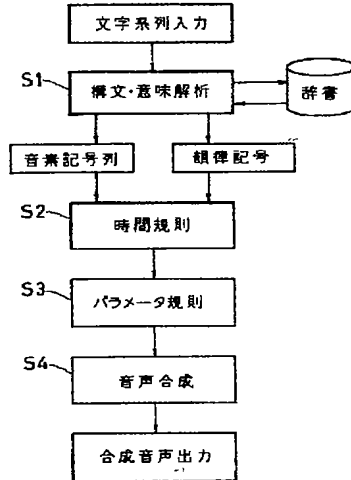 文字系列入力
S1
構文・意味解析
辞書
音素記号列
韻律記号
S2
時間規則
S3
パラメータ規則
S4
音声合成
合成音声出力